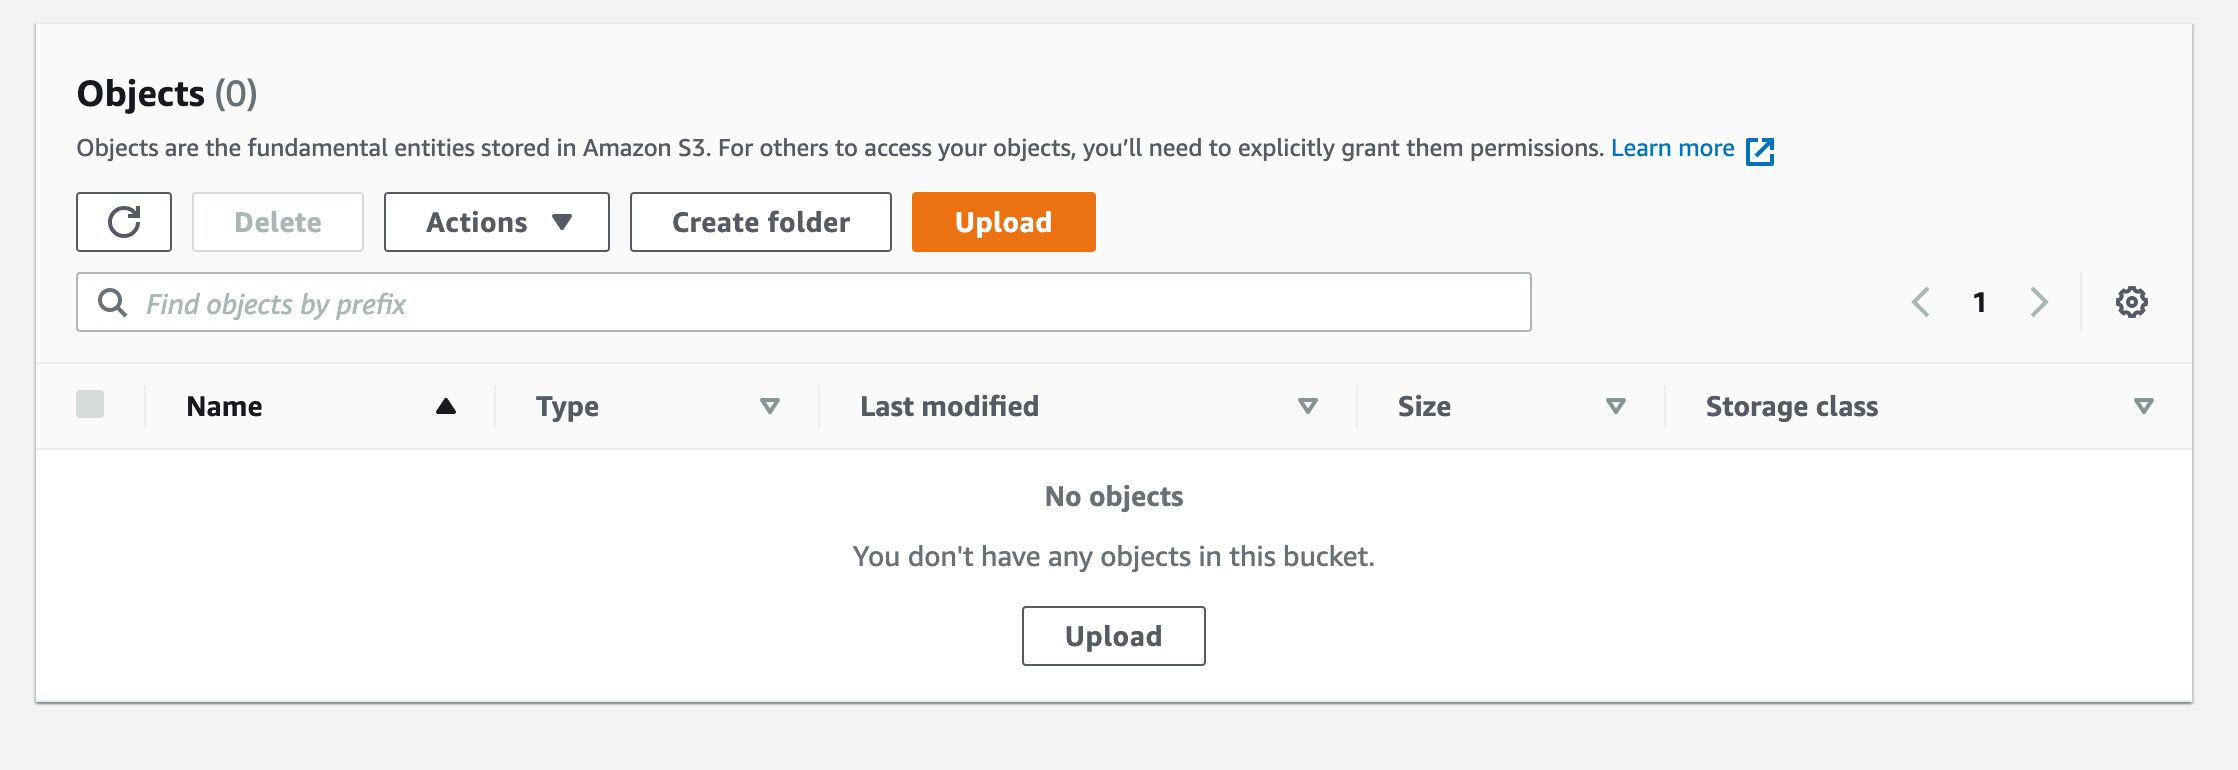 Objects (0)
Objects are the fundamental entities stored in Amazon S3. For others to access your objects, you’ll need to explicitly grant them permissions. Learn more
Delete Actions Create folder Upload
Find objects by prefix 1
Name Type Last modified Size Storage class
No objects
You don't have any objects in this bucket.
Upload